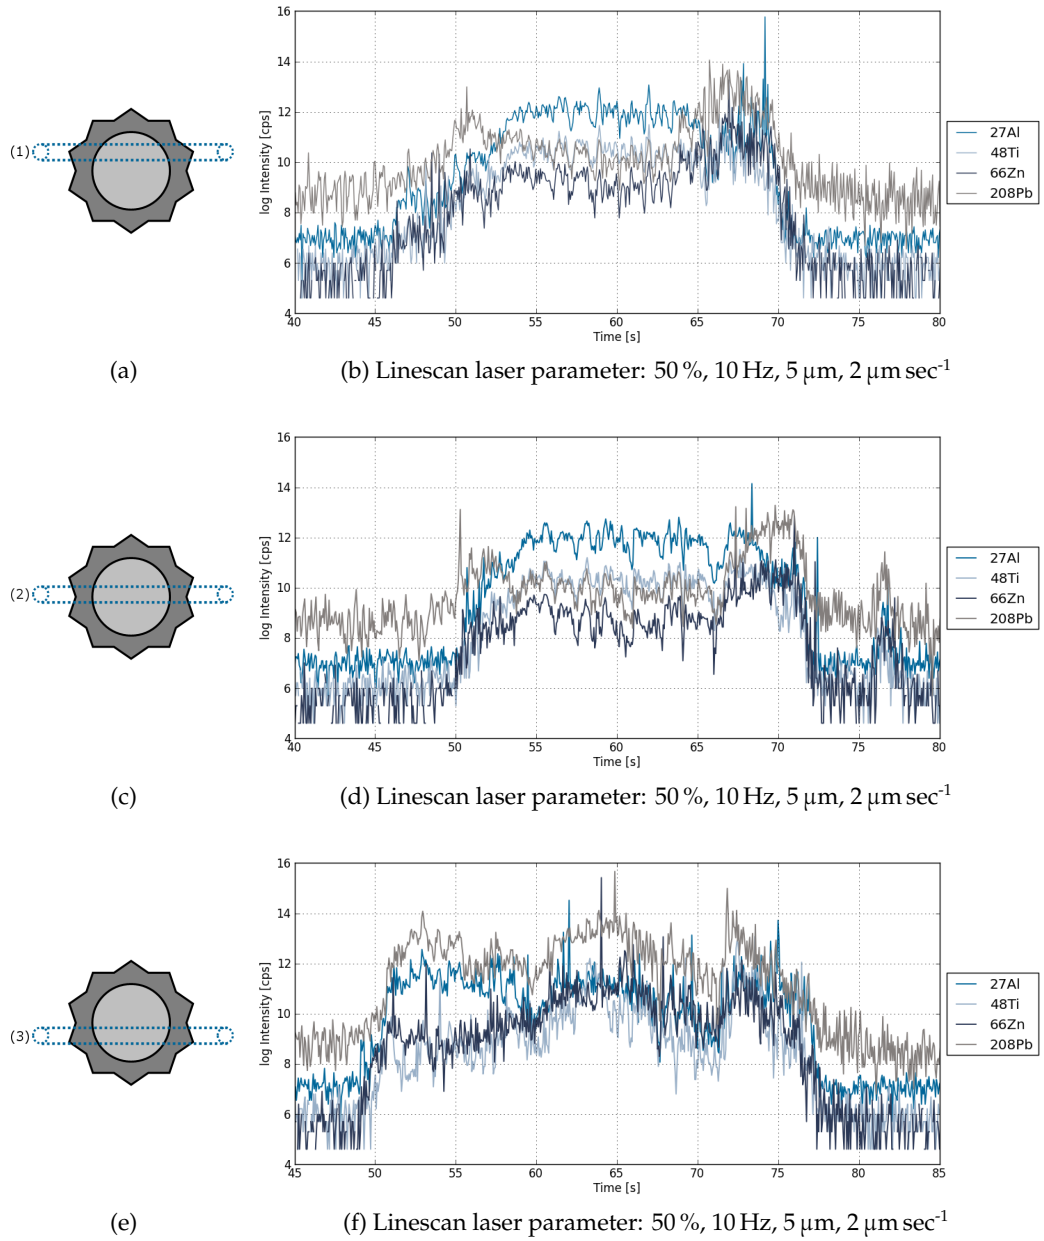 16
14
12
10
8
6
4
log Intensity [cps]
40 45 50 55 60 65 70 75 80
Time [s]
27Al
48Ti
66Zn
208Pb
(1)
(a)
(b) Linescan laser parameter: 50 %, 10 Hz, 5 µm, 2 µm sec-1
16
14
12
10
8
6
4
log Intensity [cps]
40 45 50 55 60 65 70 75 80
Time [s]
27Al
48Ti
66Zn
208Pb
(2)
(c)
(d) Linescan laser parameter: 50 %, 10 Hz, 5 µm, 2 µm sec-1
16
14
12
10
8
6
4
log Intensity [cps]
45 50 55 60 65 70 75 80 85
Time [s]
27Al
48Ti
66Zn
208Pb
(3)
(e)
(f) Linescan laser parameter: 50 %, 10 Hz, 5 µm, 2 µm sec-1